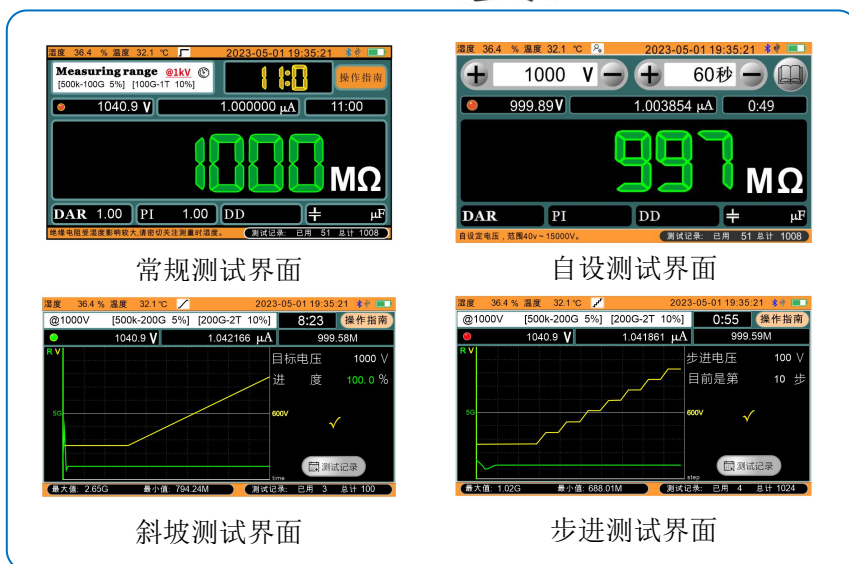 湿度 36.4 % 温度 32.1 ℃ 2023-05-01 19:35:21
Measuring range @1kV
[500k-100G 5%] [100G-1T 10%]
11:0
操作指南
1040.9 V 1.000000 μA 11:00
1000 MΩ
DAR 1.00 PI 1.00 DD μF
绝缘电阻受湿度影响较大,请密切关注测量时湿度。 测试记录: 已用 51 总计 1008
常规测试界面
湿度 36.4 % 温度 32.1 ℃ 2023-05-01 19:35:21
+ 1000 V − + 60秒 −
999.89V 1.003854 μA 0:49
997 MΩ
DAR PI DD μF
自设定电压，范围40v~15000V。 测试记录: 已用 51 总计 1008
自设测试界面
湿度 36.4 % 温度 32.1 ℃ 2023-05-01 19:35:21
@1000V [500k-200G 5%] [200G-2T 10%] 8:23 操作指南
1040.9 V 1.042166 μA 999.58M
R V
目标电压 1000 V
进 度 100.0 %
5G 600V
测试记录
time
最大值: 2.65G 最小值: 794.24M 测试记录: 已用 3 总计 100
斜坡测试界面
湿度 36.4 % 温度 32.1 ℃ 2023-05-01 19:35:21
@1000V [500k-200G 5%] [200G-2T 10%] 0:55 操作指南
1040.9 V 1.041861 μA 999.59M
R V
步进电压 100 V
目前是第 10 步
5G 600V
测试记录
step
最大值: 1.02G 最小值: 688.01M 测试记录: 已用 4 总计 1024
步进测试界面